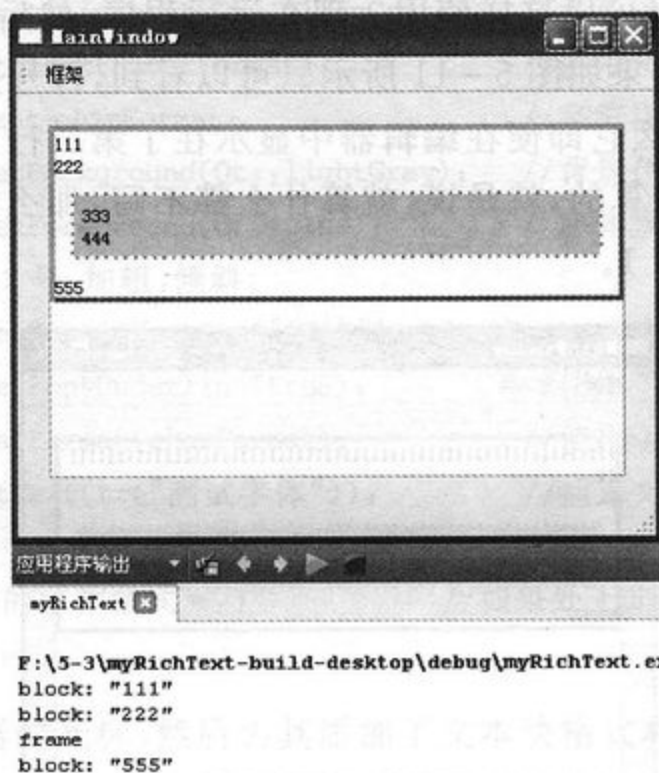 MainWindow
框架
111
222
333
444
555
应用程序输出
myRichText
F:\5-3\myRichText-build-desktop\debug\myRichText.ex
block: "111"
block: "222"
frame
block: "555"